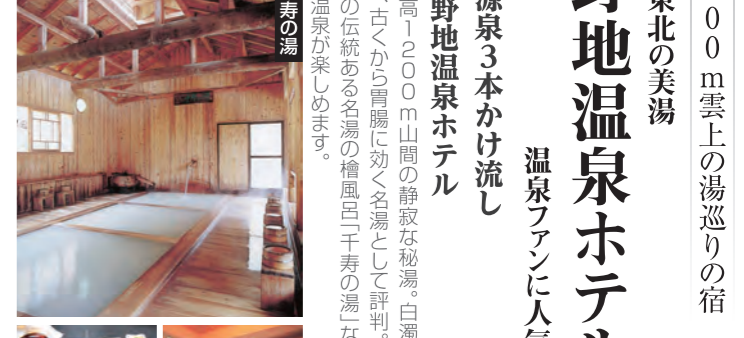 ００ｍ雲上の湯巡りの宿
東北の美湯
地温泉ホテル
温泉ファンに人気
源泉３本かけ流し
野地温泉ホテル
高１２００ｍ山間の静寂な秘湯。白濁
、古くから胃腸に効く名湯として評判。
の伝統ある名湯の檜風呂「千寿の湯」な
温泉が楽しめます。
寿の湯